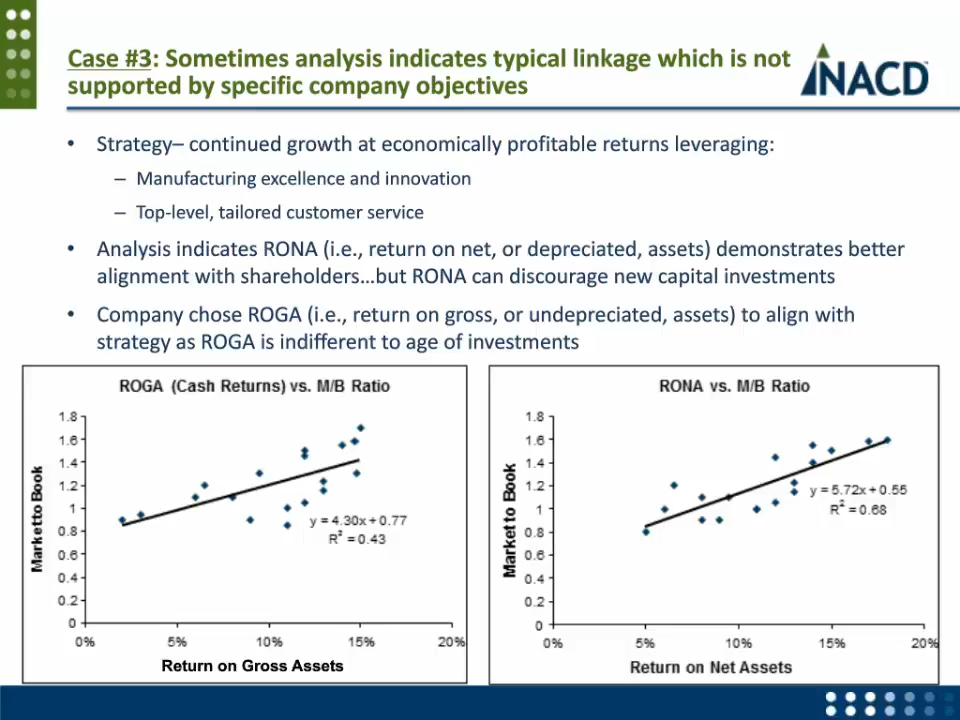 Case #3: Sometimes analysis indicates typical linkage which is not
supported by specific company objectives
NACD
• Strategy– continued growth at economically profitable returns leveraging:
– Manufacturing excellence and innovation
– Top-level, tailored customer service
• Analysis indicates RONA (i.e., return on net, or depreciated, assets) demonstrates better
alignment with shareholders…but RONA can discourage new capital investments
• Company chose ROGA (i.e., return on gross, or undepreciated, assets) to align with
strategy as ROGA is indifferent to age of investments
ROGA (Cash Returns) vs. M/B Ratio
Market to Book
1.8
1.6
1.4
1.2
1
0.8
0.6
0.4
0.2
0
y = 4.30x + 0.77
R² = 0.43
0% 5% 10% 15% 20%
Return on Gross Assets
RONA vs. M/B Ratio
Market to Book
1.8
1.6
1.4
1.2
1
0.8
0.6
0.4
0.2
0
y = 5.72x + 0.55
R² = 0.68
0% 5% 10% 15% 20%
Return on Net Assets